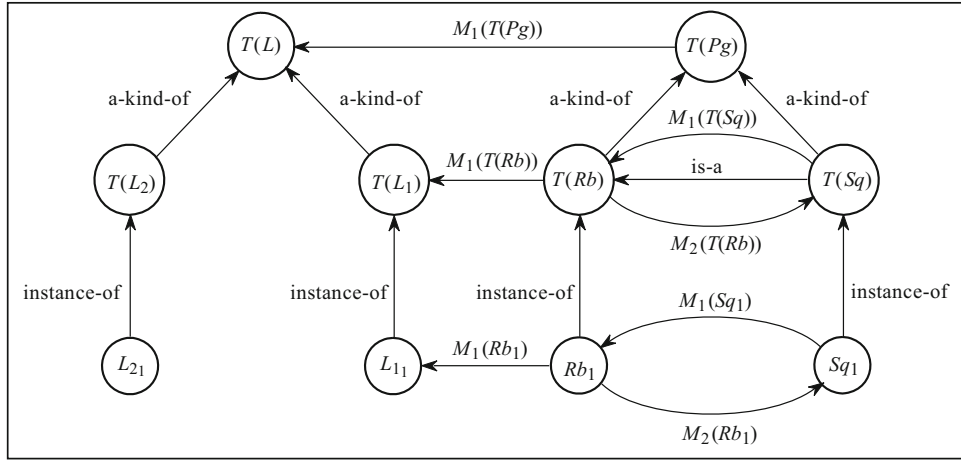 M₁(T(Pg))
T(L)
T(Pg)
a-kind-of
a-kind-of
a-kind-of
a-kind-of
M₁(T(Sq))
M₁(T(Rb))
is-a
T(L₂)
T(L₁)
T(Rb)
T(Sq)
M₂(T(Rb))
instance-of
instance-of
instance-of
instance-of
M₁(Sq₁)
M₁(Rb₁)
L₂₁
L₁₁
Rb₁
Sq₁
M₂(Rb₁)